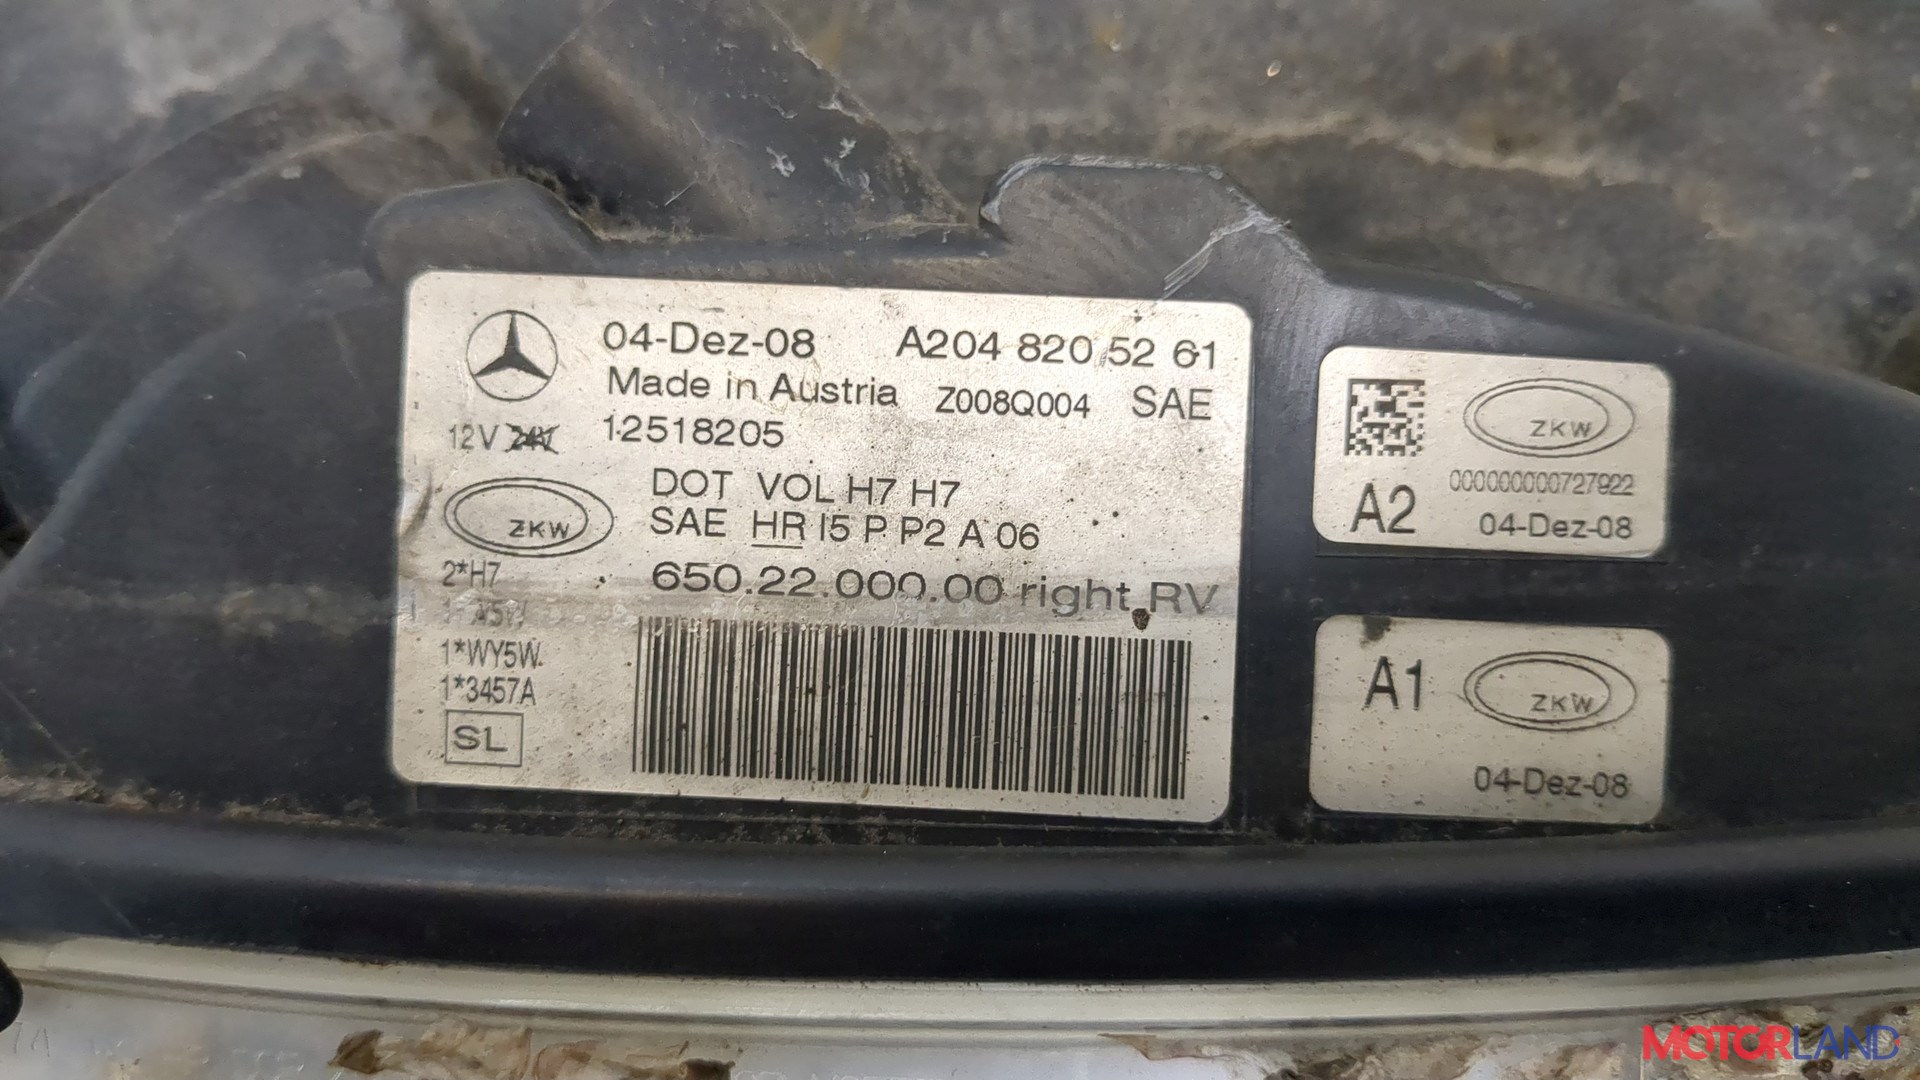 04-Dez-08 A204 820 52 61
Made in Austria Z008Q004 SAE
12V 24V 12518205
DOT VOL H7 H7
ZKW SAE HR I5 P P2 A 06
2*H7 650.22.000.00 right RV
1*WY5W
1*3457A
SL
ZKW
000000000727922
A2 04-Dez-08
A1 ZKW
04-Dez-08
MOTORLAND